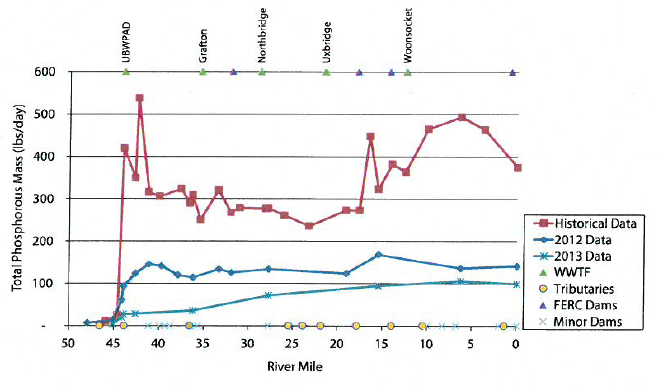 UBWPAD
Grafton
Northbridge
Uxbridge
Woonsocket
Total Phosphorous Mass (lbs/day)
600
500
400
300
200
100
-
50 45 40 35 30 25 20 15 10 5 0
River Mile
Historical Data
2012 Data
2013 Data
WWTF
Tributaries
FERC Dams
Minor Dams